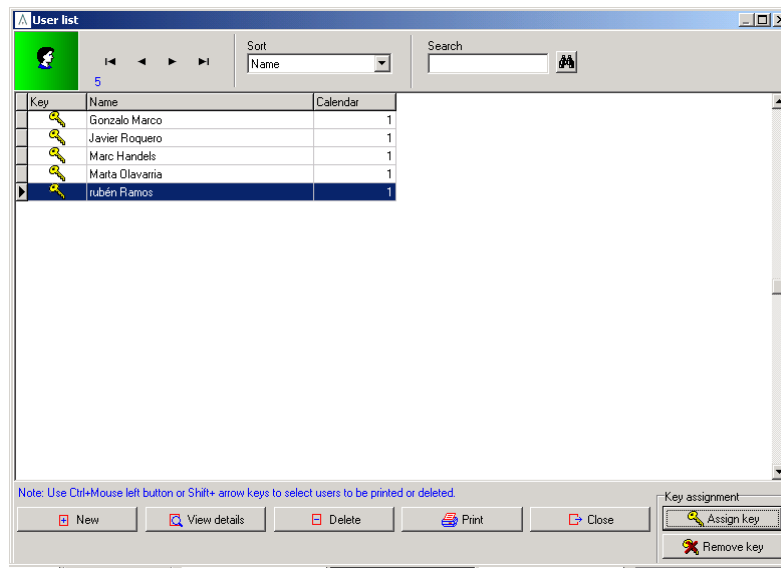 User list
Sort
Search
Name
5
Key Name Calendar
Gonzalo Marco 1
Javier Roquero 1
Marc Handels 1
Marta Olavarria 1
rubén Ramos 1
Note: Use Ctrl+Mouse left button or Shift+ arrow keys to select users to be printed or deleted.
Key assignment
New View details Delete Print Close Assign key
Remove key